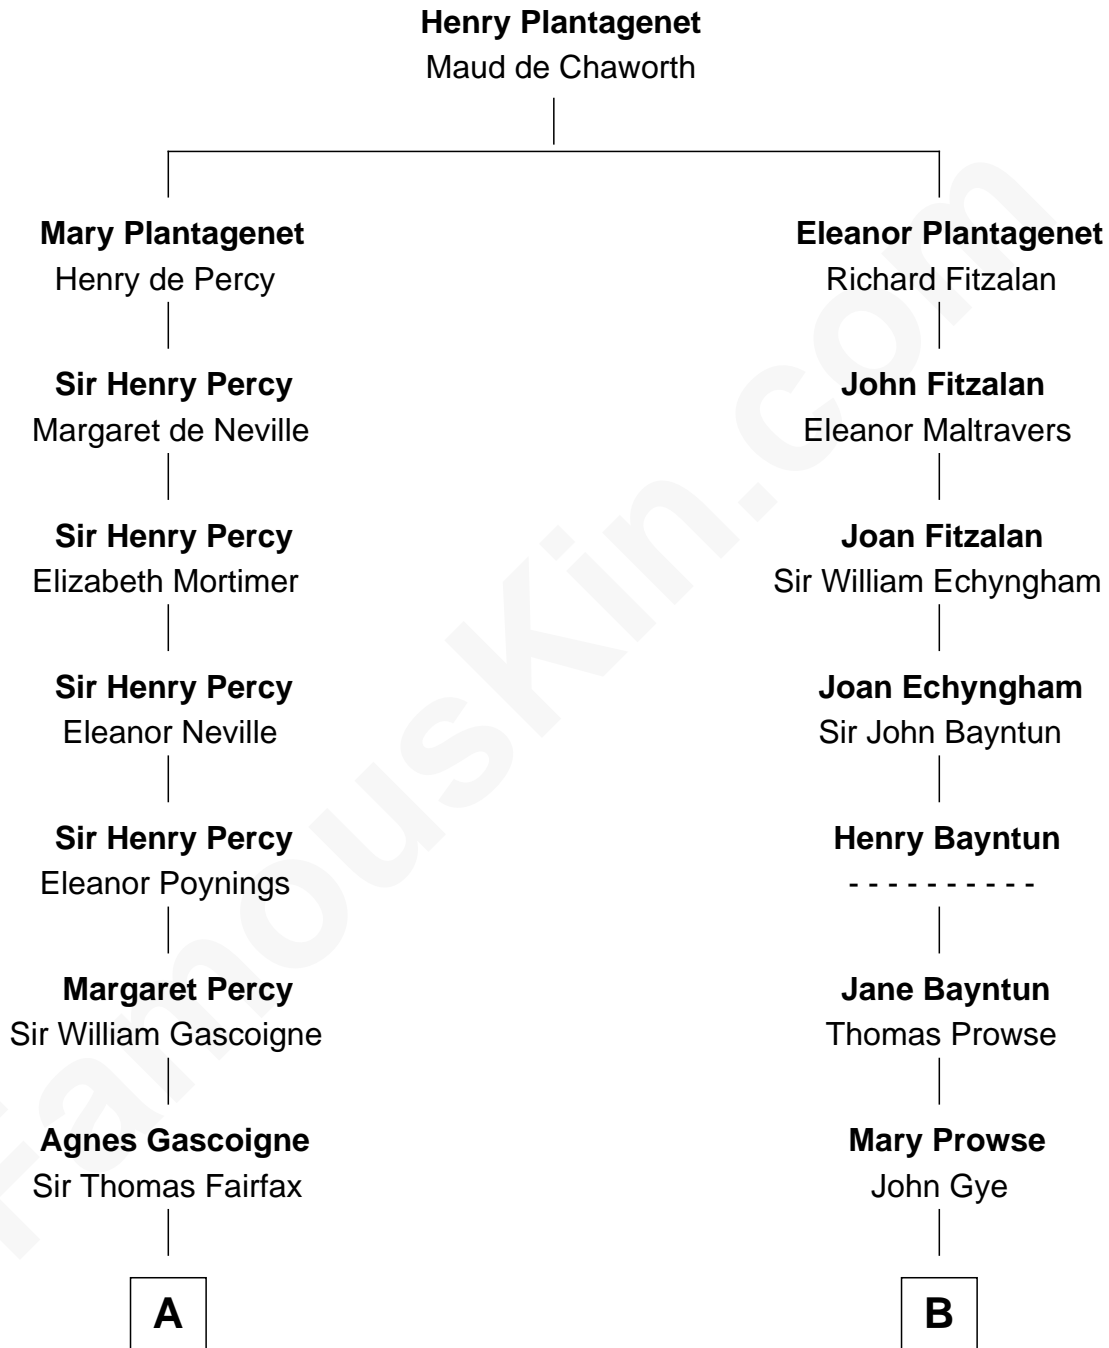 Henry Plantagenet
Maud de Chaworth
Mary Plantagenet
Henry de Percy
Eleanor Plantagenet
Richard Fitzalan
Sir Henry Percy
Margaret de Neville
John Fitzalan
Eleanor Maltravers
Sir Henry Percy
Elizabeth Mortimer
Joan Fitzalan
Sir William Echyngham
Sir Henry Percy
Eleanor Neville
Joan Echyngham
Sir John Bayntun
Sir Henry Percy
Eleanor Poynings
Henry Bayntun
- - - - - - - - - -
Margaret Percy
Sir William Gascoigne
Jane Bayntun
Thomas Prowse
Agnes Gascoigne
Sir Thomas Fairfax
Mary Prowse
John Gye
A
B
FamousKin.com